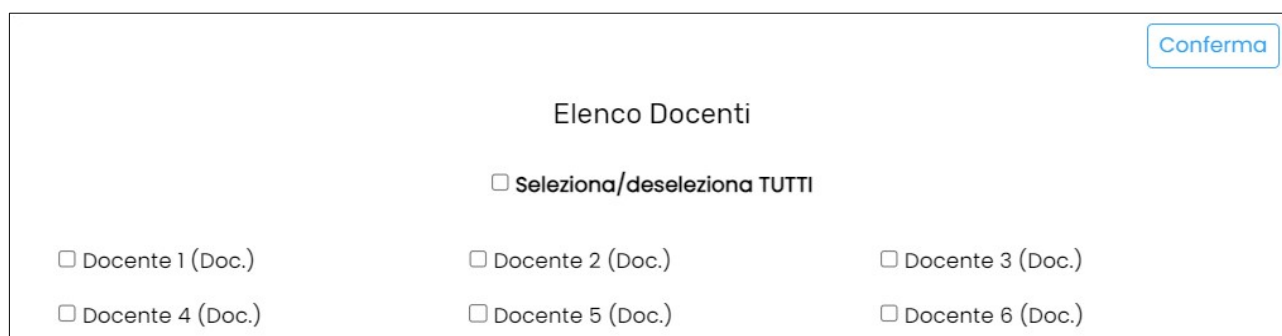 Conferma
Elenco Docenti
Seleziona/deseleziona TUTTI
Docente 1 (Doc.) Docente 2 (Doc.) Docente 3 (Doc.)
Docente 4 (Doc.) Docente 5 (Doc.) Docente 6 (Doc.)